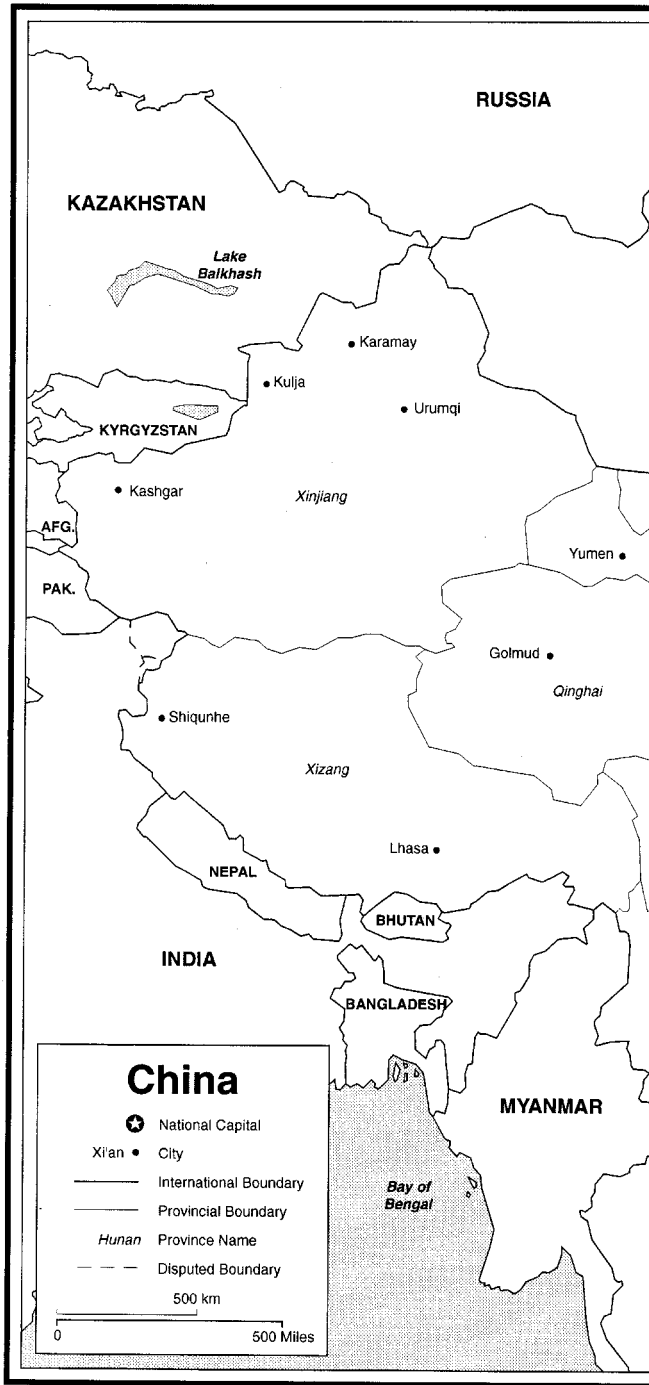 RUSSIA
KAZAKHSTAN
Lake
Balkhash
Karamay
Kulja
Urumqi
KYRGYZSTAN
Kashgar
Xinjiang
AFG.
Yumen
PAK.
Golmud
Qinghai
Shiqunhe
Xizang
Lhasa
NEPAL
BHUTAN
INDIA
BANGLADESH
China
National Capital
Xi'an City
International Boundary
Provincial Boundary
Hunan Province Name
Disputed Boundary
500 km
0 500 Miles
MYANMAR
Bay of
Bengal